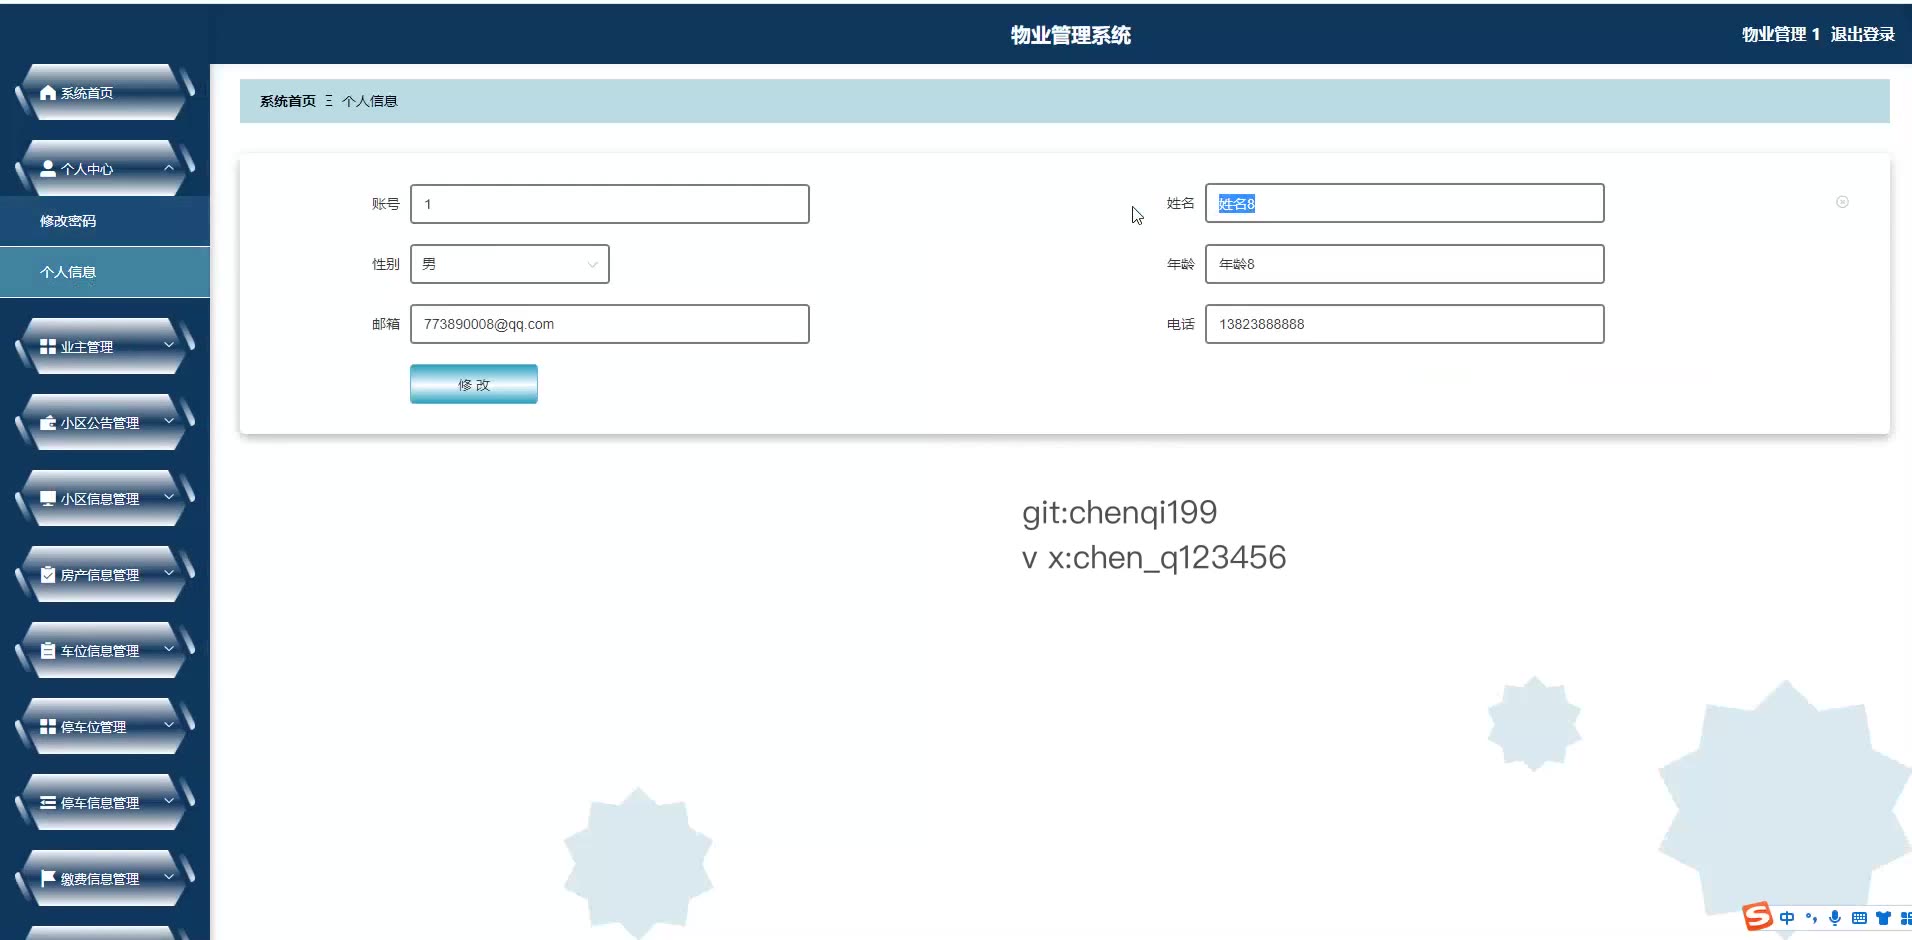 物业管理系统
物业管理 1 退出登录
系统首页
个人中心
修改密码
个人信息
业主管理
小区公告管理
小区信息管理
房产信息管理
车位信息管理
停车位管理
停车信息管理
缴费信息管理
系统首页 Ξ 个人信息
账号 1
姓名 姓名8
性别 男
年龄 年龄8
邮箱 773890008@qq.com
电话 13823888888
修 改
git:chenqi199
v x:chen_q123456
S 中